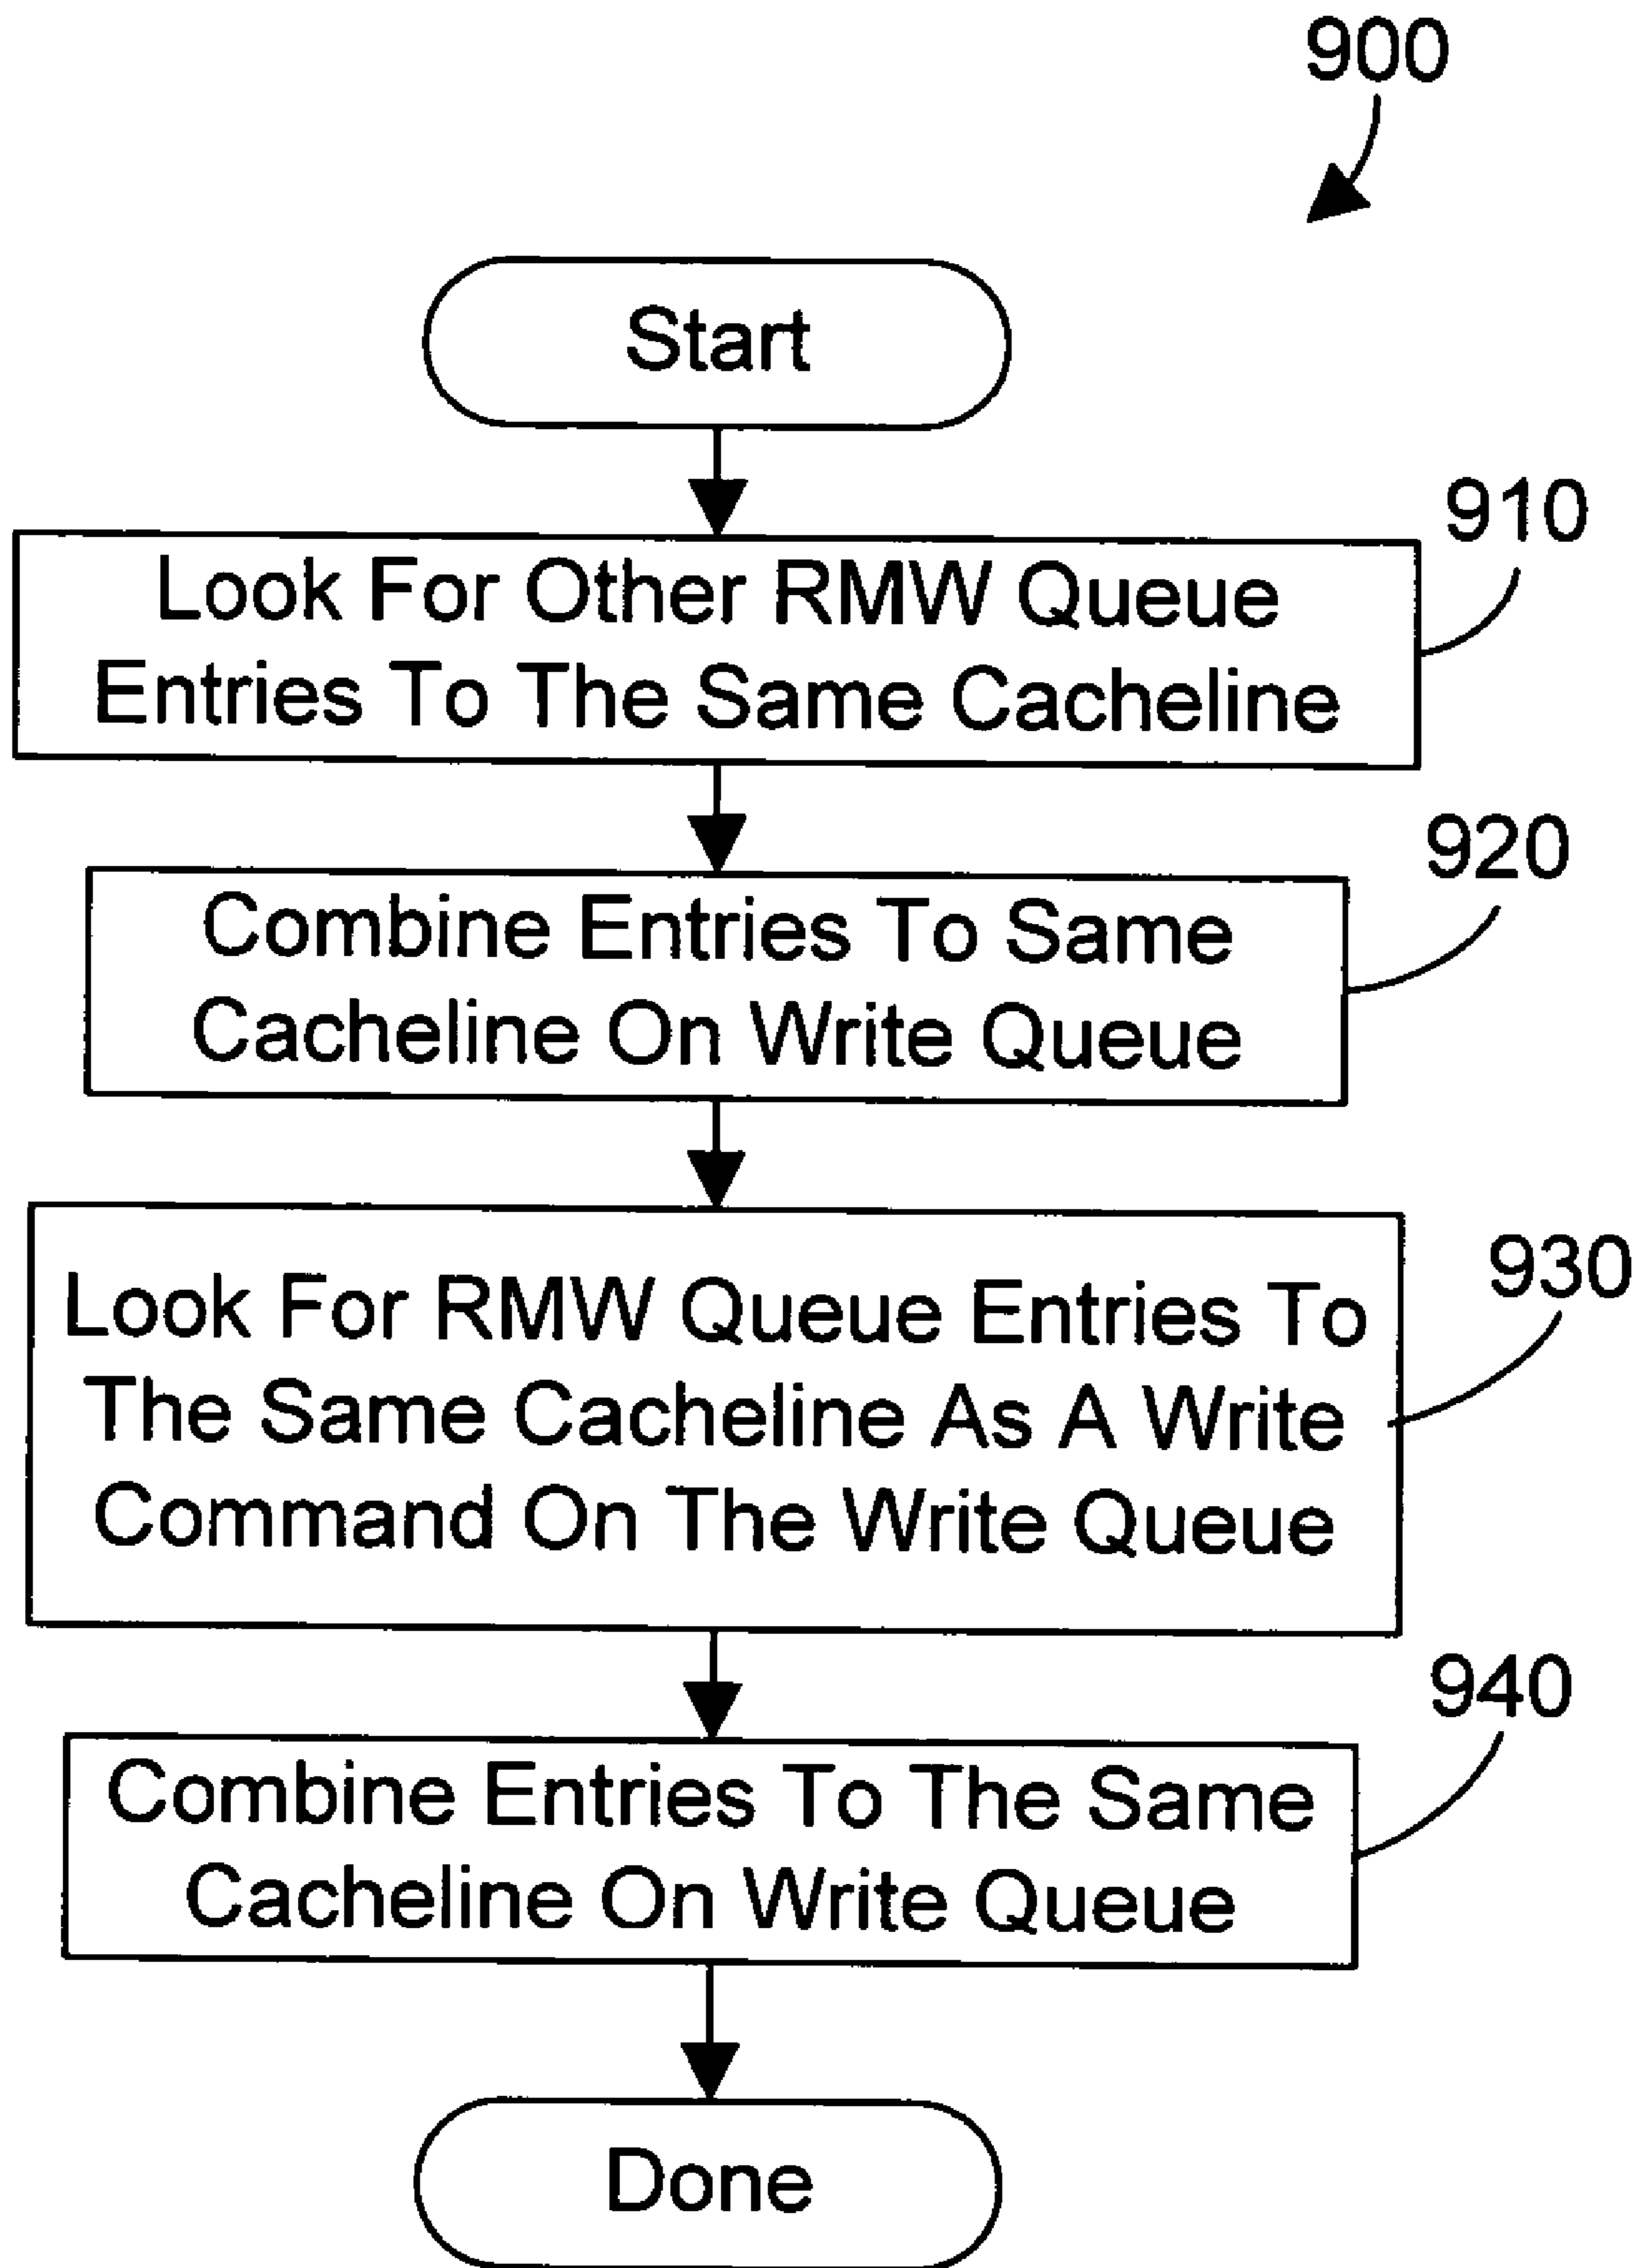 900
Start
910
Look For Other RMW Queue
Entries To The Same Cacheline
920
Combine Entries To Same
Cacheline On Write Queue
930
Look For RMW Queue Entries To
The Same Cacheline As A Write
Command On The Write Queue
940
Combine Entries To The Same
Cacheline On Write Queue
Done